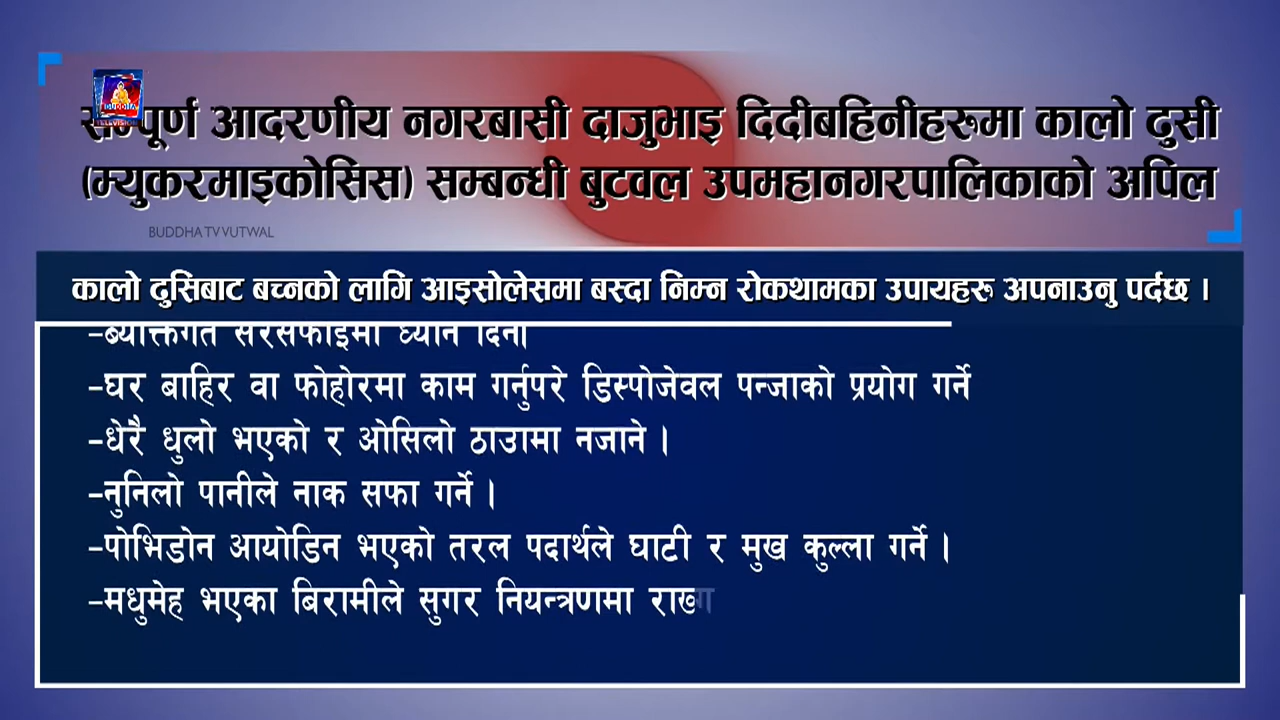 BUDDHA
TELEVISION
सम्पूर्ण आदरणीय नगरबासी दाजुभाइ दिदीबहिनीहरूमा कालो ढुसी
(म्युकरमाइकोसिस) सम्बन्धी बुटवल उपमहानगरपालिकाको अपिल
BUDDHA TV VUTWAL
कालो ढुसिबाट बच्नको लागि आइसोलेसमा बस्दा निम्न रोकथामका उपायहरू अपनाउनु पर्दछ ।
-ब्यक्तिगत सरसफाइमा ध्यान दिने
-घर बाहिर वा फोहोरमा काम गर्नुपरे डिस्पोजेवल पन्जाको प्रयोग गर्ने
-धेरै धुलो भएको र ओसिलो ठाउामा नजाने ।
-नुनिलो पानीले नाक सफा गर्ने ।
-पोभिडोन आयोडिन भएको तरल पदार्थले घाटी र मुख कुल्ला गर्ने ।
-मधुमेह भएका बिरामीले सुगर नियन्त्रणमा